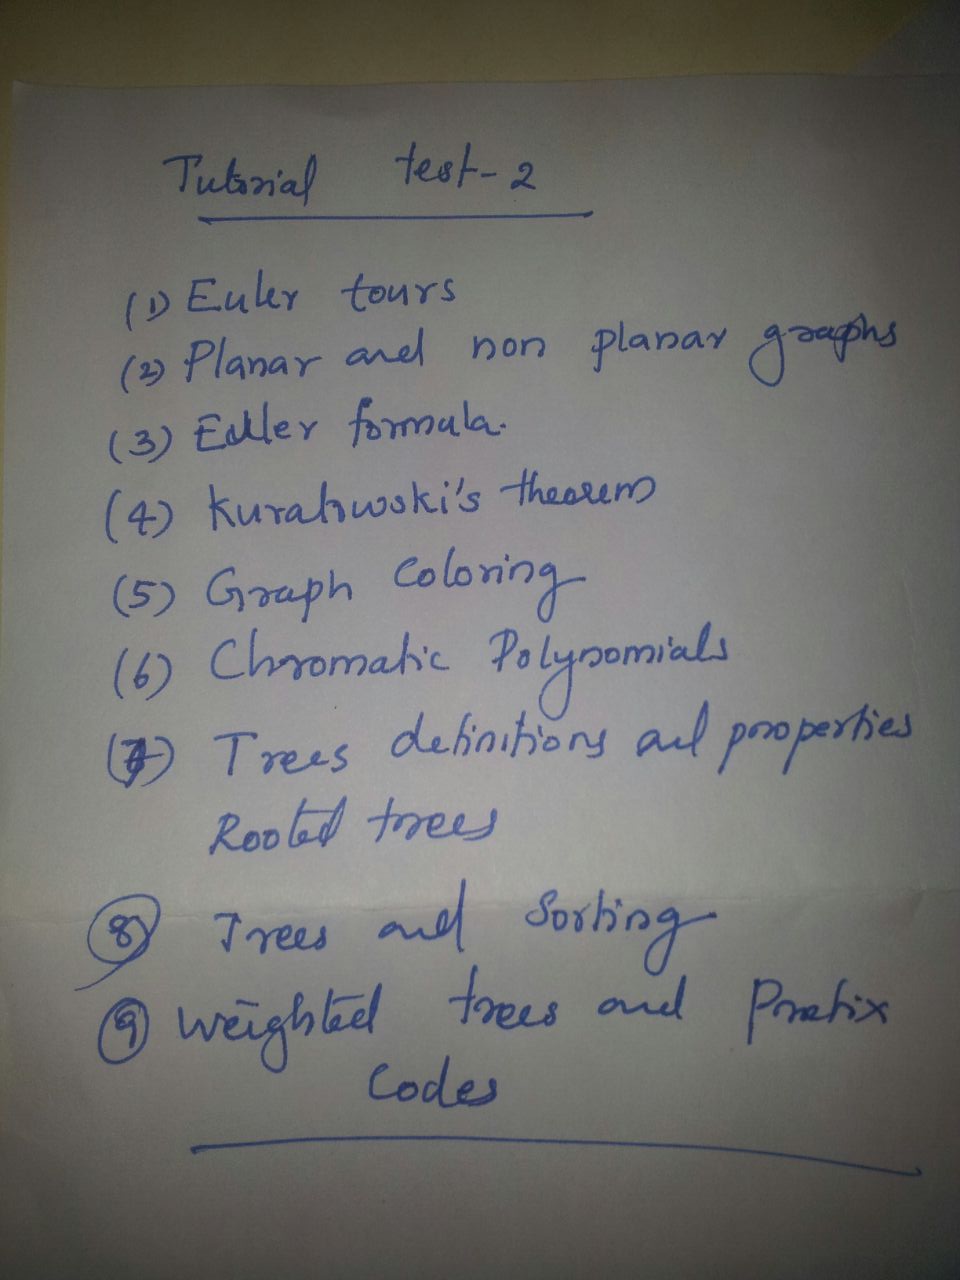 Tutorial test-2
(1) Euler tours
(2) Planar and non planar graphs
(3) Euler formula.
(4) Kuratowski's theorem
(5) Graph Coloring
(6) Chromatic Polynomials
(7) Trees definitions and properties
Rooted trees
(8) Trees and Sorting
(9) Weighted trees and Prefix
Codes